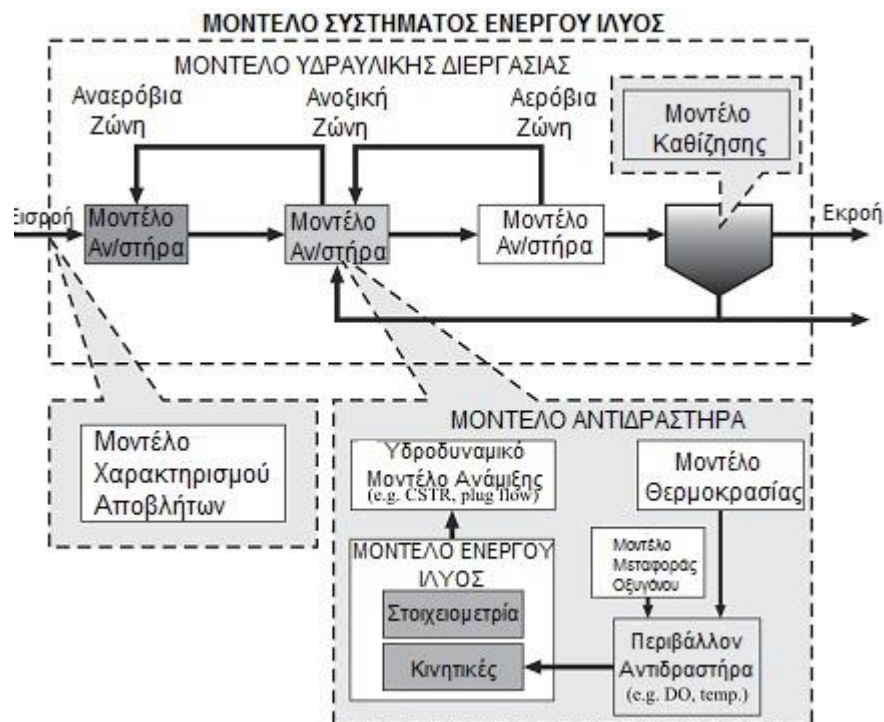 ΜΟΝΤΕΛΟ ΣΥΣΤΗΜΑΤΟΣ ΕΝΕΡΓΟΥ ΙΛΥΟΣ
ΜΟΝΤΕΛΟ ΥΔΡΑΥΛΙΚΗΣ ΔΙΕΡΓΑΣΙΑΣ
Αναερόβια
Ζώνη
Ανοξική
Ζώνη
Αερόβια
Ζώνη
Μοντέλο
Καθίζησης
Εισροή
Μοντέλο
Αν/στήρα
Μοντέλο
Αν/στήρα
Μοντέλο
Αν/στήρα
Εκροή
Μοντέλο
Χαρακτηρισμού
Αποβλήτων
ΜΟΝΤΕΛΟ ΑΝΤΙΔΡΑΣΤΗΡΑ
Υδροδυναμικό
Μοντέλο Ανάμιξης
(e.g. CSTR, plug flow)
Μοντέλο
Θερμοκρασίας
ΜΟΝΤΕΛΟ ΕΝΕΡΓΟΥ
ΙΛΥΟΣ
Στοιχειομετρία
Κινητικές
Μοντέλο
Μεταφοράς
Οξυγόνου
Περιβάλλον
Αντιδραστήρα
(e.g. DO, temp.)